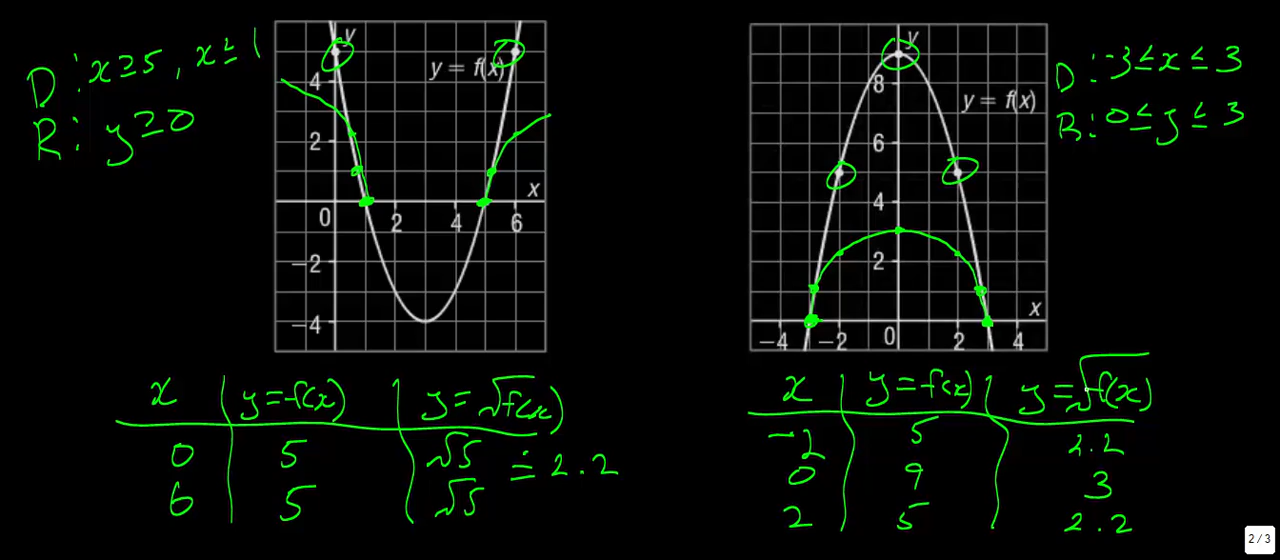 D: x ≥ 5, x ≤ 1
R: y ≥ 0
y
y = f(x)
4
2
x
0 2 4 6
−2
−4
y
8
y = f(x)
6
4
2
x
−4 −2 0 2 4
D: -3 ≤ x ≤ 3
R: 0 ≤ y ≤ 3
x | y = f(x) | y = √f(x)
0 | 5 | √5 ≐ 2.2
6 | 5 | √5
x | y = f(x) | y = √f(x)
-2 | 5 | 2.2
0 | 9 | 3
2 | 5 | 2.2
2 / 3